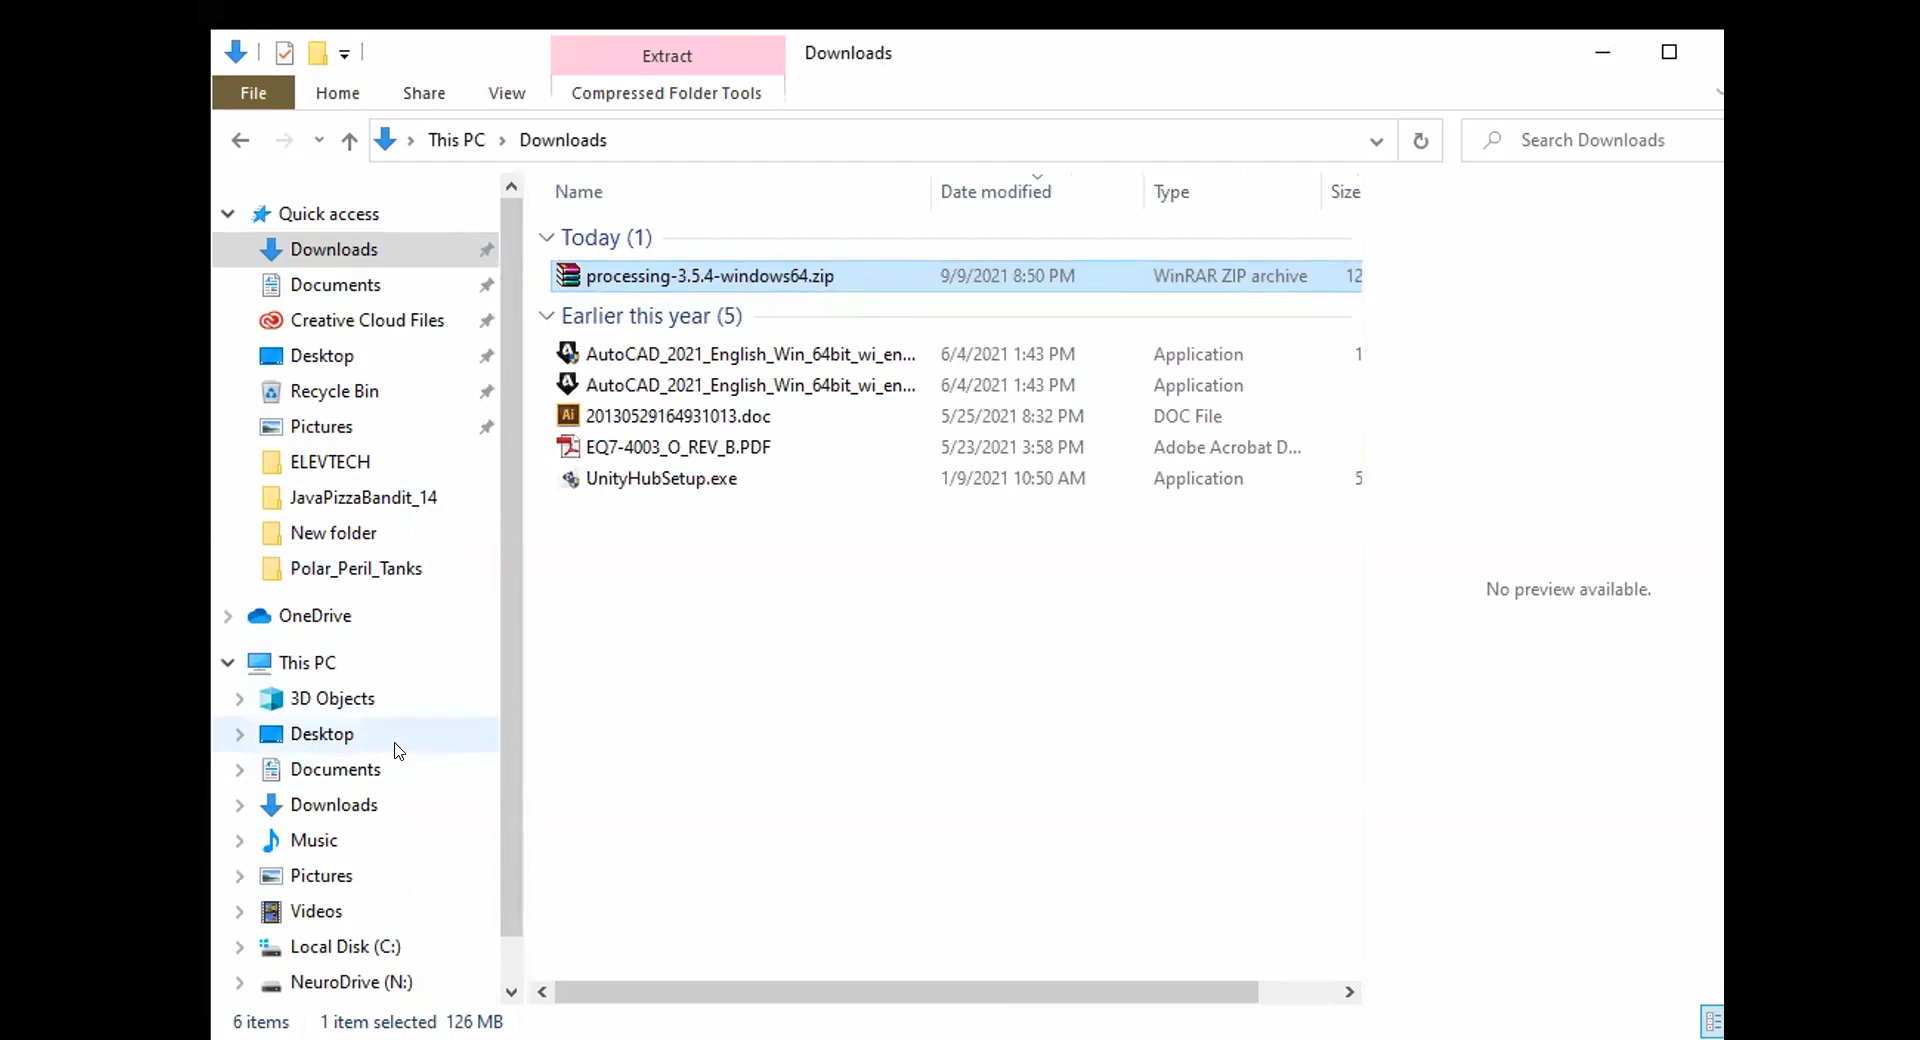 Extract
Downloads
File
Home
Share
View
Compressed Folder Tools
This PC
Downloads
Search Downloads
Name
Date modified
Type
Size
Quick access
Downloads
Documents
Creative Cloud Files
Desktop
Recycle Bin
Pictures
ELEVTECH
JavaPizzaBandit_14
New folder
Polar_Peril_Tanks
OneDrive
This PC
3D Objects
Desktop
Documents
Downloads
Music
Pictures
Videos
Local Disk (C:)
NeuroDrive (N:)
Today (1)
processing-3.5.4-windows64.zip 9/9/2021 8:50 PM WinRAR ZIP archive 12
Earlier this year (5)
AutoCAD_2021_English_Win_64bit_wi_en... 6/4/2021 1:43 PM Application 1
AutoCAD_2021_English_Win_64bit_wi_en... 6/4/2021 1:43 PM Application
20130529164931013.doc 5/25/2021 8:32 PM DOC File
EQ7-4003_O_REV_B.PDF 5/23/2021 3:58 PM Adobe Acrobat D...
UnityHubSetup.exe 1/9/2021 10:50 AM Application 5
No preview available.
6 items 1 item selected 126 MB